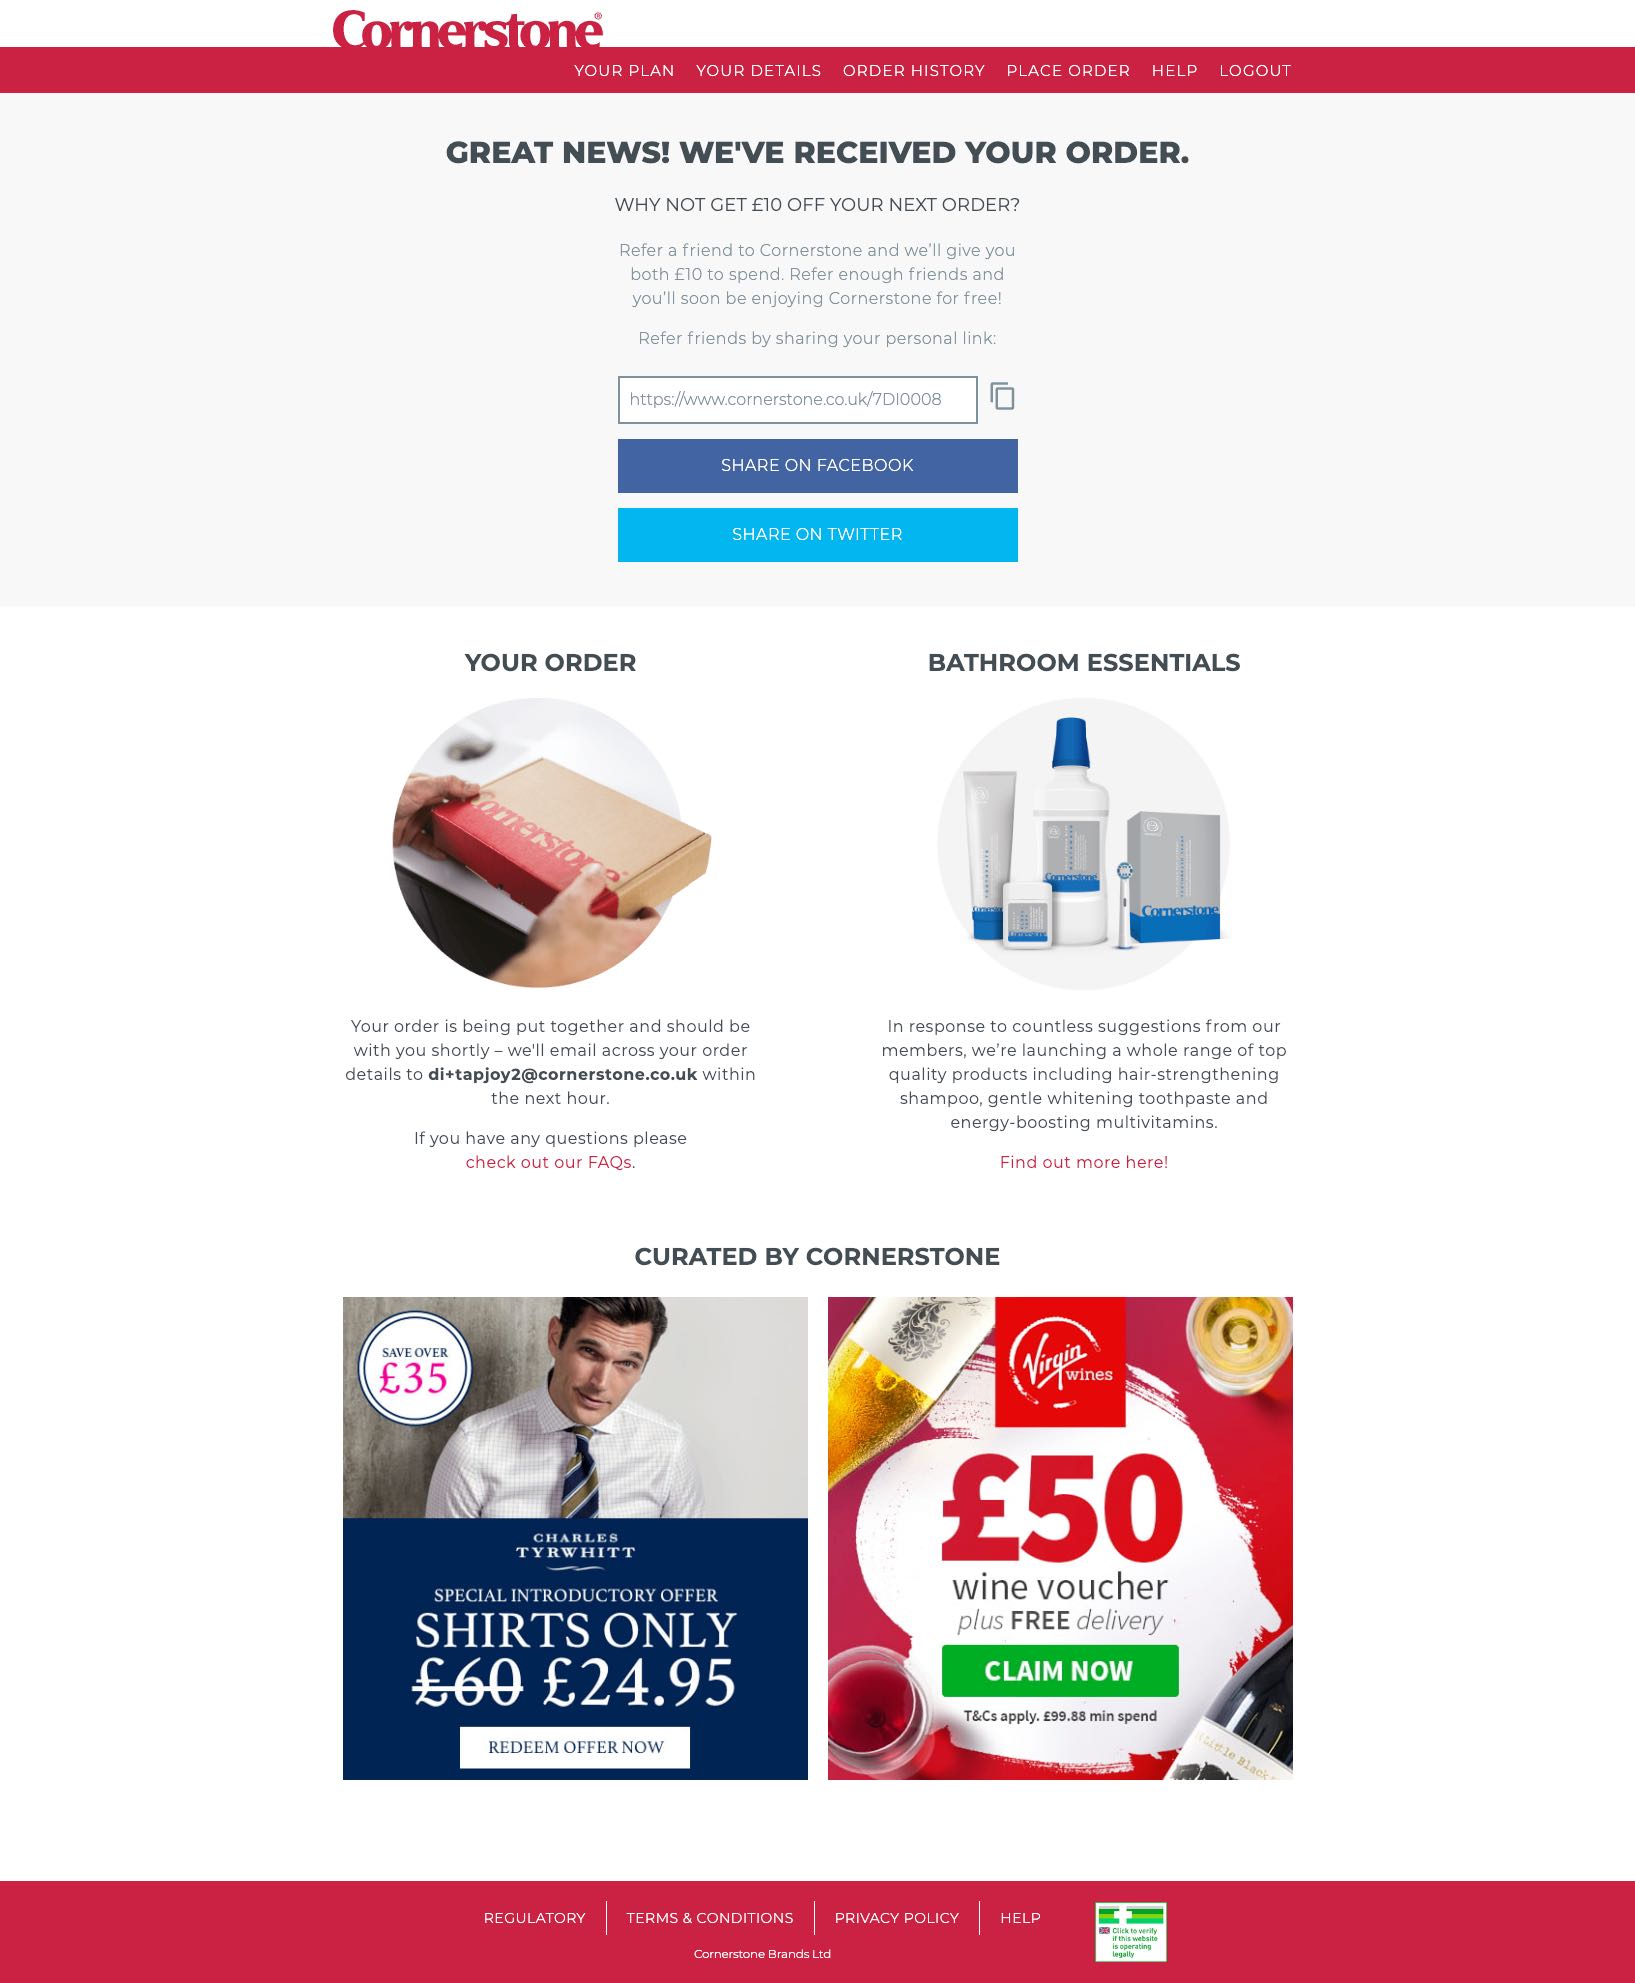 Cornerstone®
YOUR PLAN YOUR DETAILS ORDER HISTORY PLACE ORDER HELP LOGOUT
GREAT NEWS! WE'VE RECEIVED YOUR ORDER.
WHY NOT GET £10 OFF YOUR NEXT ORDER?
Refer a friend to Cornerstone and we’ll give you
both £10 to spend. Refer enough friends and
you’ll soon be enjoying Cornerstone for free!
Refer friends by sharing your personal link:
https://www.cornerstone.co.uk/7DI0008
SHARE ON FACEBOOK
SHARE ON TWITTER
YOUR ORDER
Cornerstone
Your order is being put together and should be
with you shortly – we'll email across your order
details to di+tapjoy2@cornerstone.co.uk within
the next hour.
If you have any questions please
check out our FAQs.
BATHROOM ESSENTIALS
Cornerstone
Cornerstone
In response to countless suggestions from our
members, we’re launching a whole range of top
quality products including hair-strengthening
shampoo, gentle whitening toothpaste and
energy-boosting multivitamins.
Find out more here!
CURATED BY CORNERSTONE
SAVE OVER
£35
CHARLES
TYRWHITT
SPECIAL INTRODUCTORY OFFER
SHIRTS ONLY
£60 £24.95
REDEEM OFFER NOW
Virgin
wines
£50
wine voucher
plus FREE delivery
CLAIM NOW
T&Cs apply. £99.88 min spend
Little Black
REGULATORY TERMS & CONDITIONS PRIVACY POLICY HELP
Cornerstone Brands Ltd
Click to verify
if this website
is operating
legally